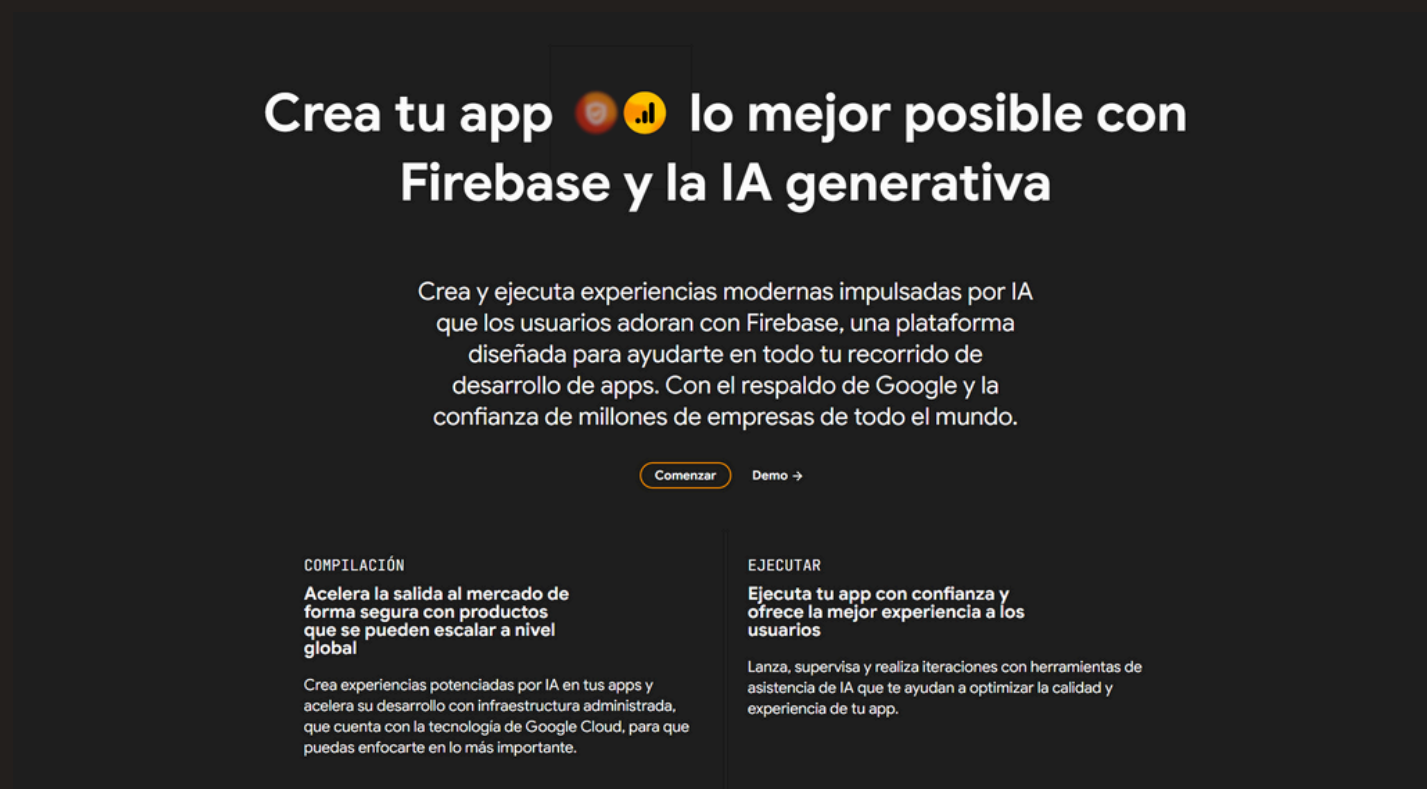 Crea tu app lo mejor posible con
Firebase y la IA generativa
Crea y ejecuta experiencias modernas impulsadas por IA
que los usuarios adoran con Firebase, una plataforma
diseñada para ayudarte en todo tu recorrido de
desarrollo de apps. Con el respaldo de Google y la
confianza de millones de empresas de todo el mundo.
Comenzar Demo →
COMPILACIÓN
Acelera la salida al mercado de
forma segura con productos
que se pueden escalar a nivel
global
Crea experiencias potenciadas por IA en tus apps y
acelera su desarrollo con infraestructura administrada,
que cuenta con la tecnología de Google Cloud, para que
puedas enfocarte en lo más importante.
EJECUTAR
Ejecuta tu app con confianza y
ofrece la mejor experiencia a los
usuarios
Lanza, supervisa y realiza iteraciones con herramientas de
asistencia de IA que te ayudan a optimizar la calidad y
experiencia de tu app.